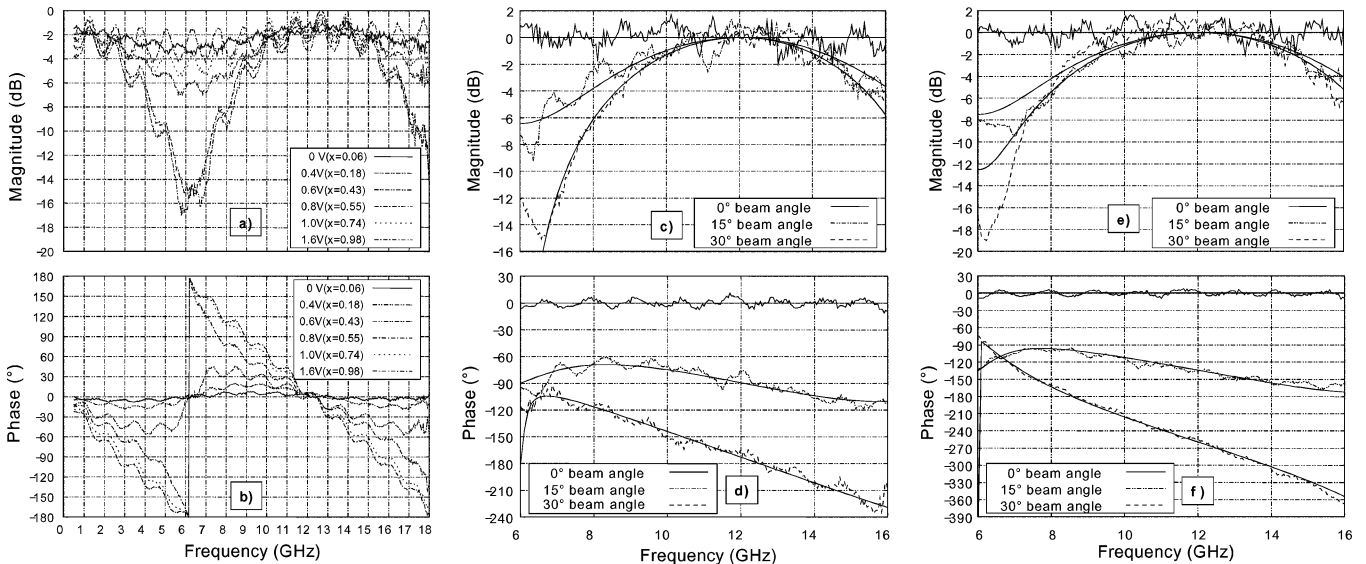 2
0
−2
−4
−6
−8
−10
−12
−14
−16
−18
−20
Magnitude (dB)
0 V(x=0.06)
0.4V(x=0.18)
0.6V(x=0.43)
0.8V(x=0.55)
1.0V(x=0.74)
1.6V(x=0.98)
a)
180
150
120
90
60
30
0
−30
−60
−90
−120
−150
−180
Phase (°)
0 V(x=0.06)
0.4V(x=0.18)
0.6V(x=0.43)
0.8V(x=0.55)
1.0V(x=0.74)
1.6V(x=0.98)
b)
0 1 2 3 4 5 6 7 8 9 10 11 12 13 14 15 16 17 18
Frequency (GHz)
c)
2
0
−2
−4
−6
−8
−10
−12
−14
−16
Magnitude (dB)
0° beam angle
15° beam angle
30° beam angle
c)
30
0
−30
−60
−90
−120
−150
−180
−210
−240
Phase (°)
0° beam angle
15° beam angle
30° beam angle
d)
6 8 10 12 14 16
Frequency (GHz)
e)
2
0
−2
−4
−6
−8
−10
−12
−14
−16
−18
−20
Magnitude (dB)
0° beam angle
15° beam angle
30° beam angle
e)
30
0
−30
−60
−90
−120
−150
−180
−210
−240
−270
−300
−330
−360
−390
Phase (°)
0° beam angle
15° beam angle
30° beam angle
f )
6 8 10 12 14 16
Frequency (GHz)